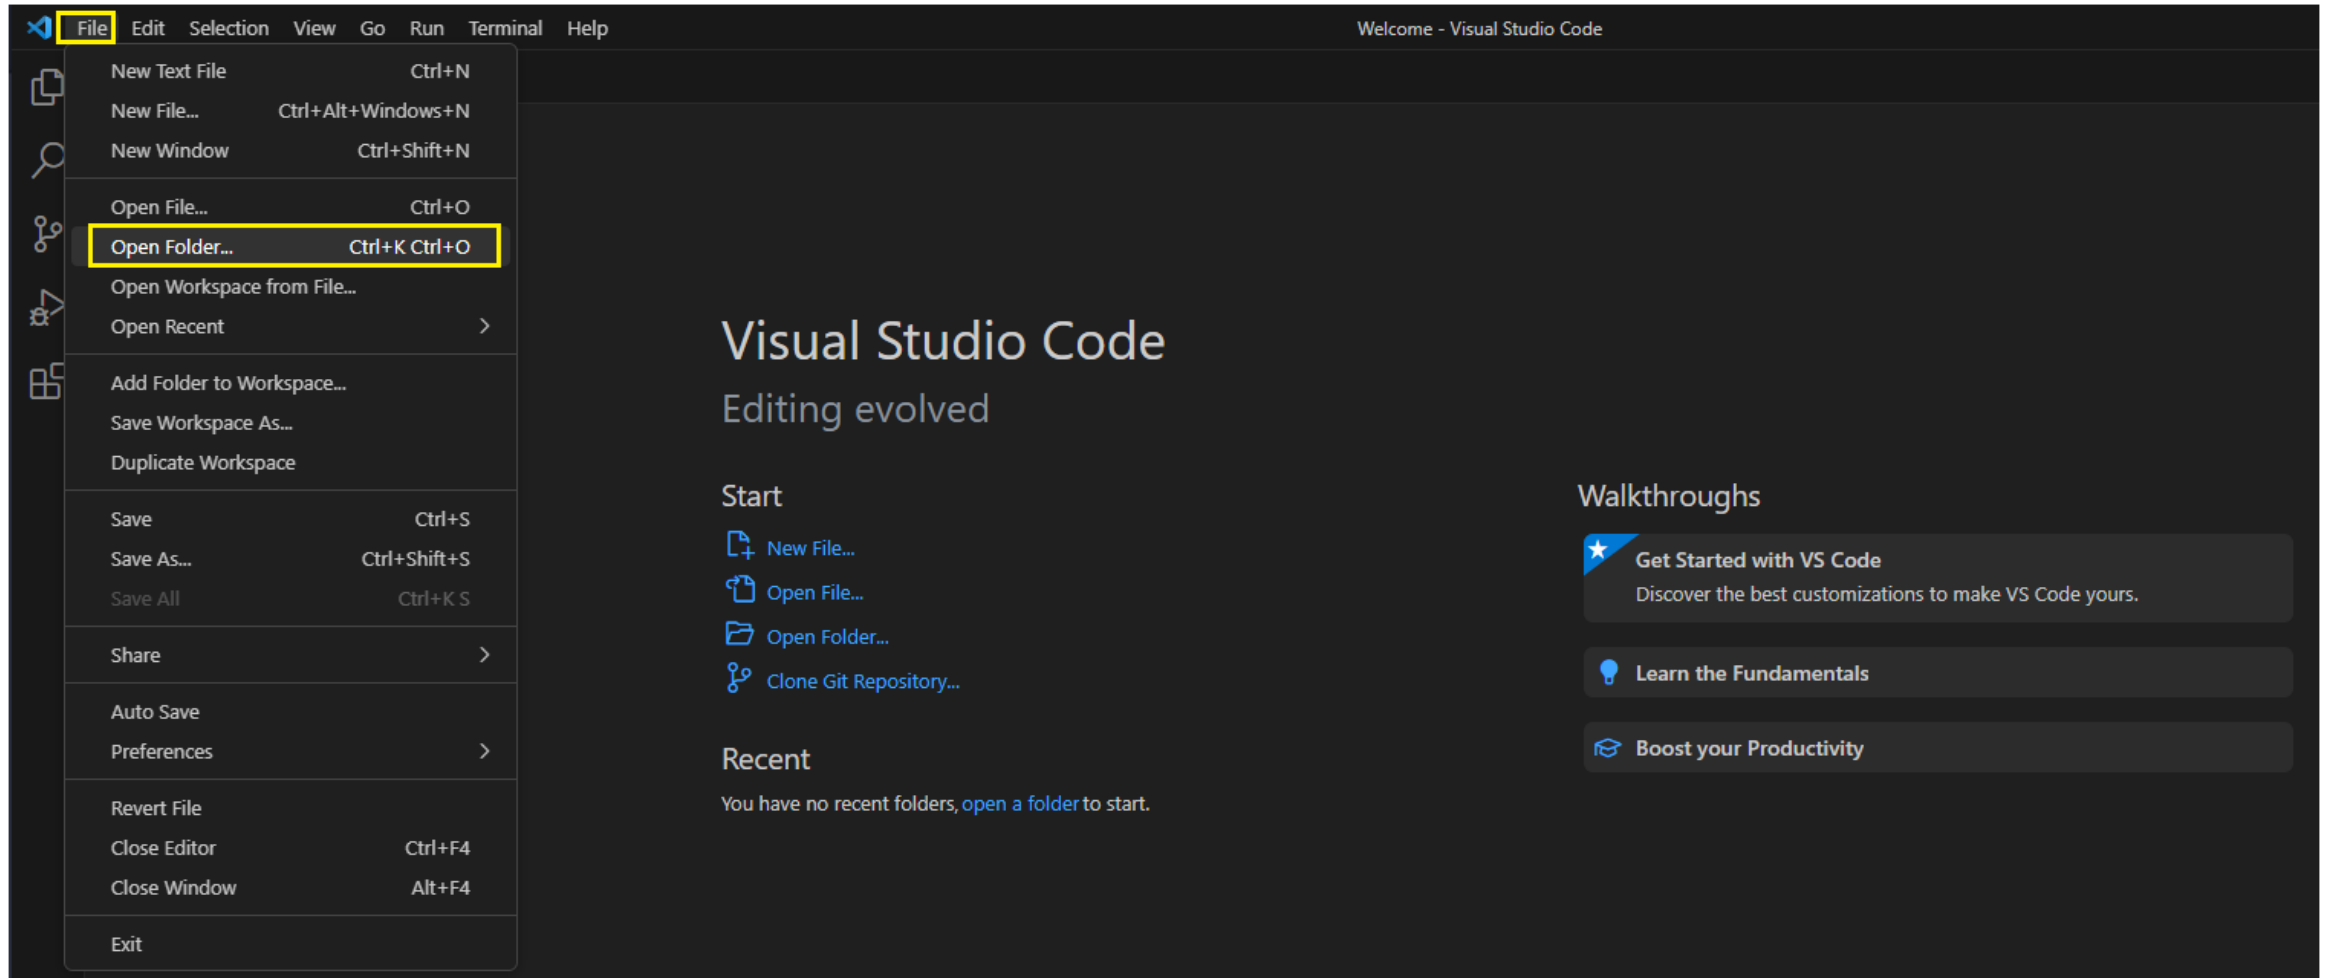 File Edit Selection View Go Run Terminal Help
Welcome - Visual Studio Code
New Text File Ctrl+N
New File... Ctrl+Alt+Windows+N
New Window Ctrl+Shift+N
Open File... Ctrl+O
Open Folder... Ctrl+K Ctrl+O
Open Workspace from File...
Open Recent
Add Folder to Workspace...
Save Workspace As...
Duplicate Workspace
Save Ctrl+S
Save As... Ctrl+Shift+S
Save All Ctrl+K S
Share
Auto Save
Preferences
Revert File
Close Editor Ctrl+F4
Close Window Alt+F4
Exit
Visual Studio Code
Editing evolved
Start
New File...
Open File...
Open Folder...
Clone Git Repository...
Recent
You have no recent folders, open a folder to start.
Walkthroughs
Get Started with VS Code
Discover the best customizations to make VS Code yours.
Learn the Fundamentals
Boost your Productivity